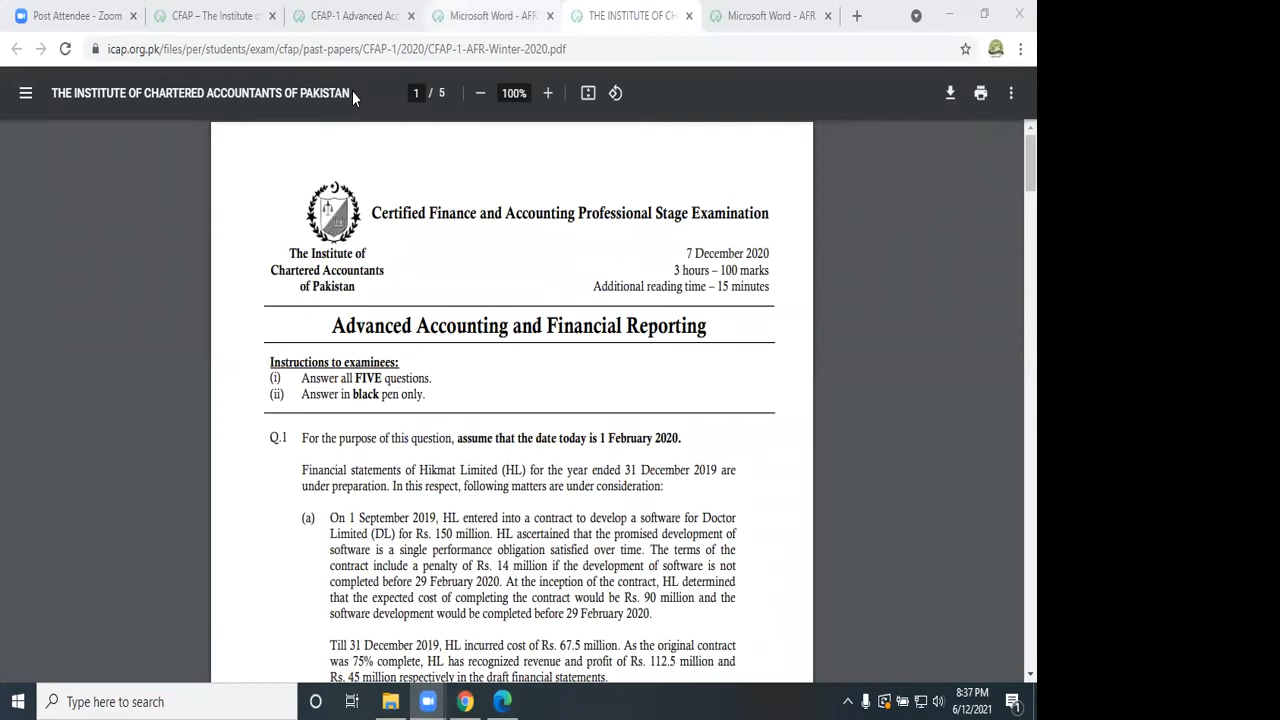 Post Attendee - Zoom
CFAP – The Institute of
CFAP-1 Advanced Acc
Microsoft Word - AFR
THE INSTITUTE OF CH
Microsoft Word - AFR
icap.org.pk/files/per/students/exam/cfap/past-papers/CFAP-1/2020/CFAP-1-AFR-Winter-2020.pdf
THE INSTITUTE OF CHARTERED ACCOUNTANTS OF PAKISTAN
1 / 5
100%
Certified Finance and Accounting Professional Stage Examination
The Institute of
Chartered Accountants
of Pakistan
7 December 2020
3 hours – 100 marks
Additional reading time – 15 minutes
Advanced Accounting and Financial Reporting
Instructions to examinees:
(i) Answer all FIVE questions.
(ii) Answer in black pen only.
Q.1 For the purpose of this question, assume that the date today is 1 February 2020.
Financial statements of Hikmat Limited (HL) for the year ended 31 December 2019 are
under preparation. In this respect, following matters are under consideration:
(a) On 1 September 2019, HL entered into a contract to develop a software for Doctor
Limited (DL) for Rs. 150 million. HL ascertained that the promised development of
software is a single performance obligation satisfied over time. The terms of the
contract include a penalty of Rs. 14 million if the development of software is not
completed before 29 February 2020. At the inception of the contract, HL determined
that the expected cost of completing the contract would be Rs. 90 million and the
software development would be completed before 29 February 2020.
Till 31 December 2019, HL incurred cost of Rs. 67.5 million. As the original contract
was 75% complete, HL has recognized revenue and profit of Rs. 112.5 million and
Rs. 45 million respectively in the draft financial statements.
Type here to search
8:37 PM
6/12/2021
1